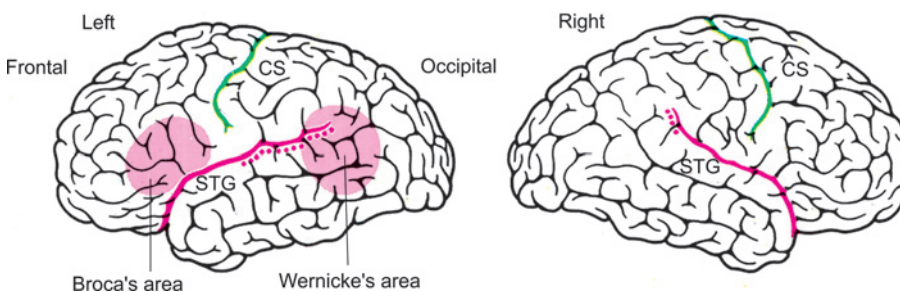 Left
Right
Frontal
CS
Occipital
CS
STG
STG
Broca's area
Wernicke's area